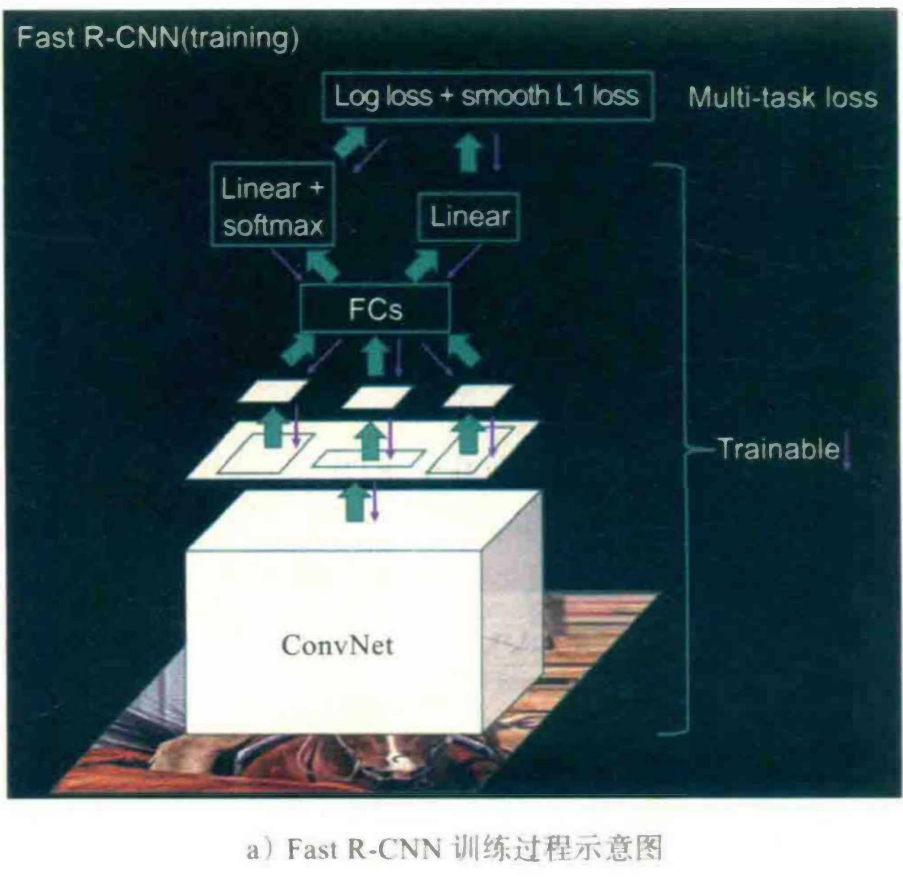 Fast R-CNN(training)
Log loss + smooth L1 loss
Multi-task loss
Linear +
softmax
Linear
FCs
Trainable
ConvNet
a) Fast R-CNN 训练过程示意图